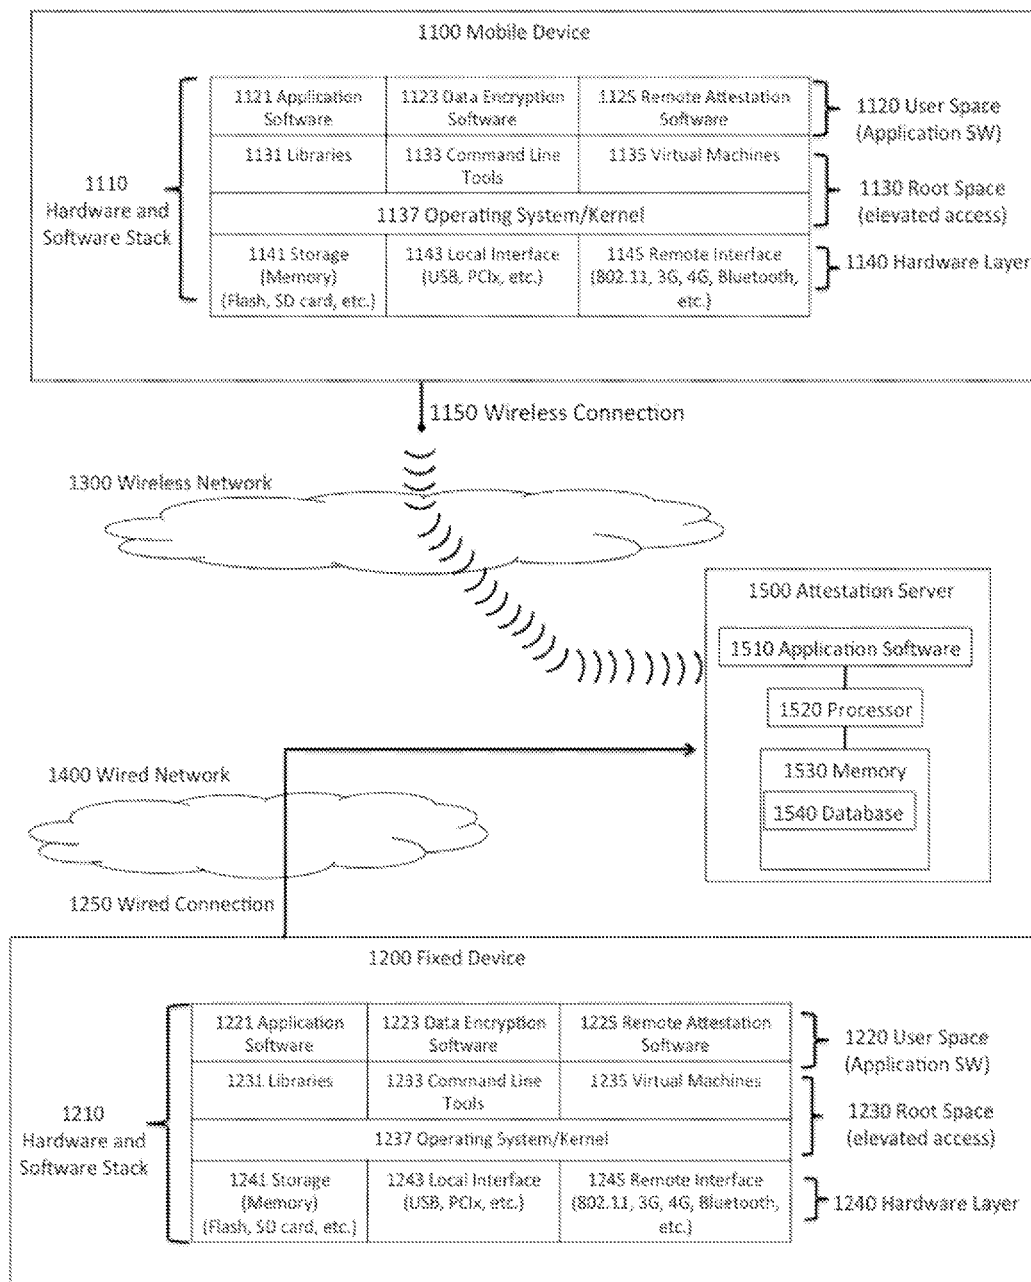 1100 Mobile Device
1110
Hardware and
Software Stack
1121 Application
Software
1123 Data Encryption
Software
1125 Remote Attestation
Software
1120 User Space
(Application SW)
1131 Libraries
1133 Command Line
Tools
1135 Virtual Machines
1130 Root Space
(elevated access)
1137 Operating System/Kernel
1141 Storage
(Memory)
(Flash, SD card, etc.)
1143 Local Interface
(USB, PCIx, etc.)
1145 Remote Interface
(802.11, 3G, 4G, Bluetooth,
etc.)
1140 Hardware Layer
1150 Wireless Connection
1300 Wireless Network
1500 Attestation Server
1510 Application Software
1520 Processor
1530 Memory
1540 Database
1400 Wired Network
1250 Wired Connection
1200 Fixed Device
1210
Hardware and
Software Stack
1221 Application
Software
1223 Data Encryption
Software
1225 Remote Attestation
Software
1220 User Space
(Application SW)
1231 Libraries
1233 Command Line
Tools
1235 Virtual Machines
1230 Root Space
(elevated access)
1237 Operating System/Kernel
1241 Storage
(Memory)
(Flash, SD card, etc.)
1243 Local Interface
(USB, PCIx, etc.)
1245 Remote Interface
(802.11, 3G, 4G, Bluetooth,
etc.)
1240 Hardware Layer